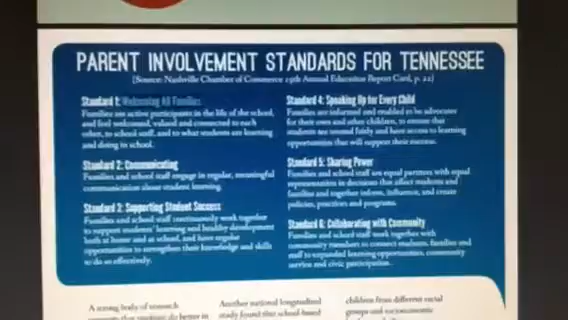 PARENT INVOLVEMENT STANDARDS FOR TENNESSEE
[Source: Nashville Chamber of Commerce 19th Annual Education Report Card, p. 22]
Standard 1: Welcoming All Families
Families are active participants in the life of the school,
and feel welcomed, valued and connected to each
other, to school staff, and to what students are learning
and doing in school.
Standard 2: Communicating
Families and school staff engage in regular, meaningful
communication about student learning.
Standard 3: Supporting Student Success
Families and school staff continuously work together
to support students' learning and healthy development
both at home and at school, and have regular
opportunities to strengthen their knowledge and skills
to do so effectively.
Standard 4: Speaking Up for Every Child
Families are informed and enabled to be advocates
for their own and other children, to ensure that
students are treated fairly and have access to learning
opportunities that will support their success.
Standard 5: Sharing Power
Families and school staff are equal partners with equal
representation in decisions that affect students and
families and together inform, influence, and create
policies, practices and programs.
Standard 6: Collaborating with Community
Families and school staff work together with
community members to connect students, families and
staff to expanded learning opportunities, community
service and civic participation.
A strong body of research
Another national longitudinal
study found that school-based
children from different racial
groups and socioeconomic